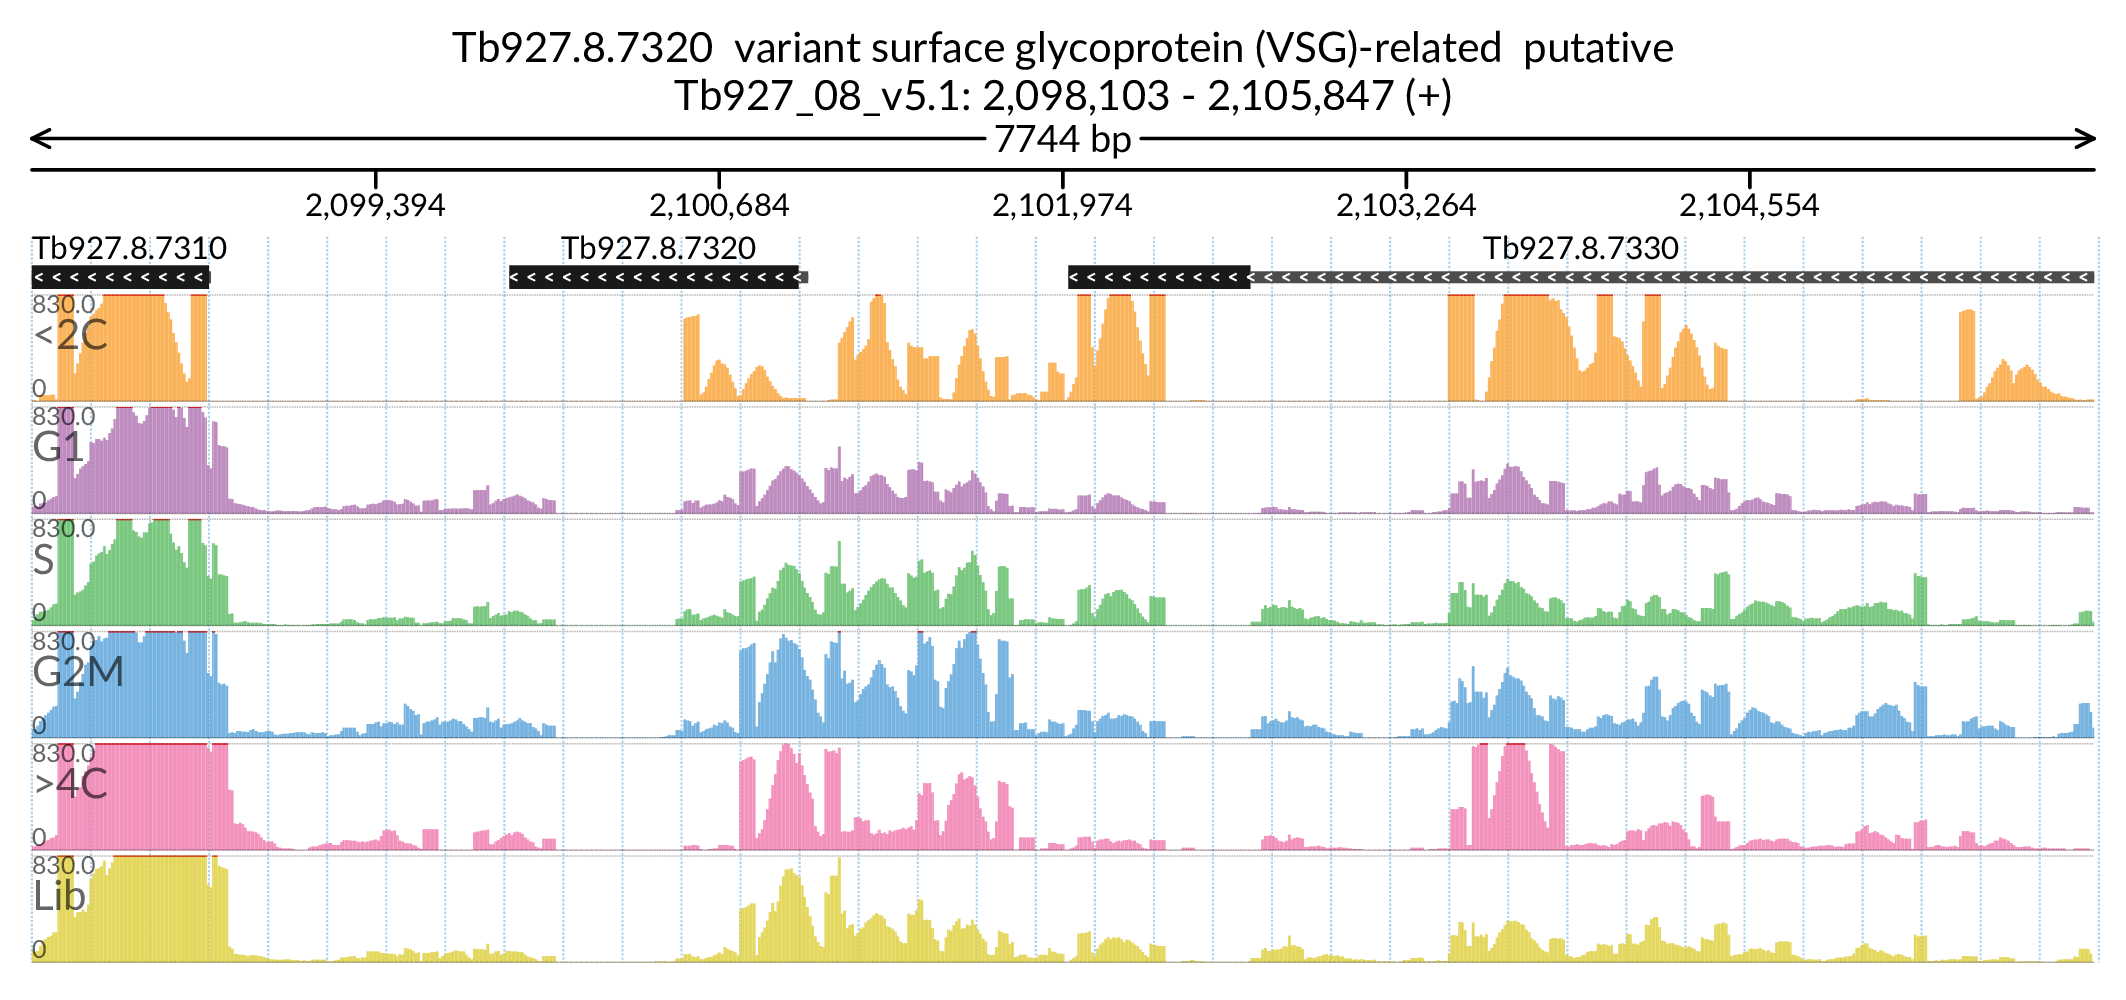 Tb927.8.7320  variant surface glycoprotein (VSG)-related  putative
Tb927_08_v5.1: 2,098,103 - 2,105,847 (+)
7744 bp
2,099,394 2,100,684 2,101,974 2,103,264 2,104,554
Tb927.8.7310 Tb927.8.7320 Tb927.8.7330
830.0
<2C
0
830.0
G1
0
830.0
S
0
830.0
G2M
0
830.0
>4C
0
830.0
Lib
0